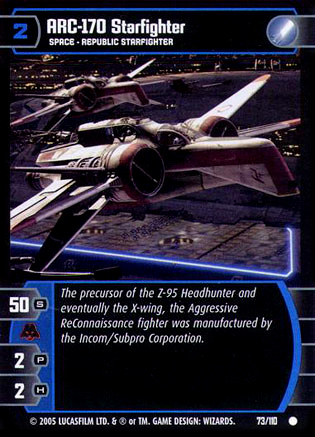 2 ARC-170 Starfighter
SPACE - REPUBLIC STARFIGHTER
50 S
The precursor of the Z-95 Headhunter and
eventually the X-wing, the Aggressive
ReConnaissance fighter was manufactured by
the Incom/Subpro Corporation.
2 P
2 H
© 2005 LUCASFILM LTD. & ® or TM. GAME DESIGN: WIZARDS. 73/110